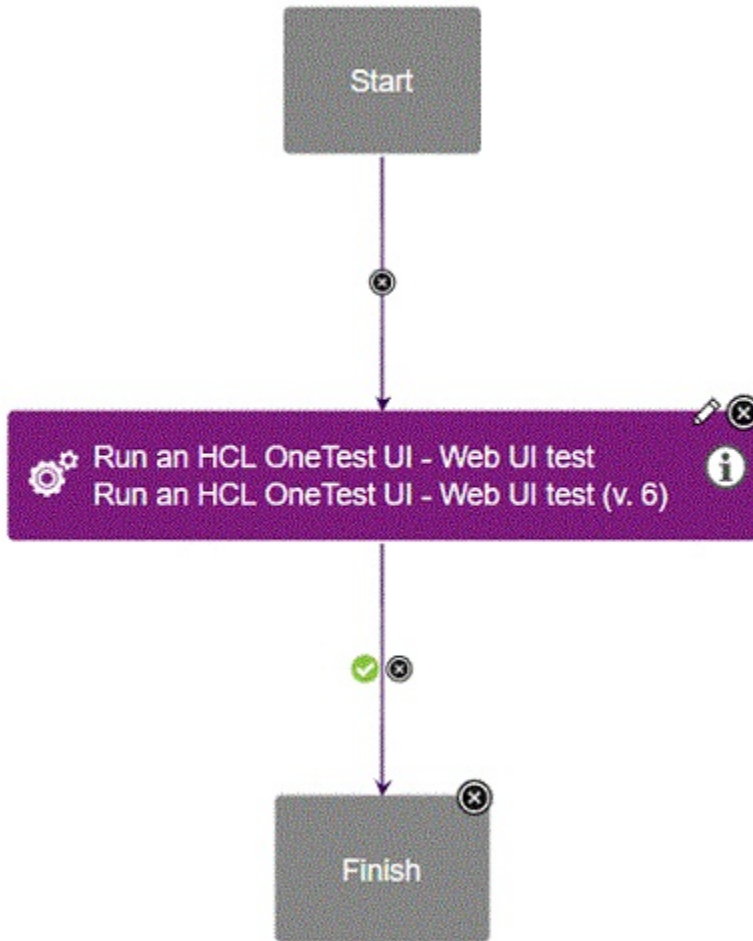 Start
Run an HCL OneTest UI - Web UI test
Run an HCL OneTest UI - Web UI test (v. 6)
Finish